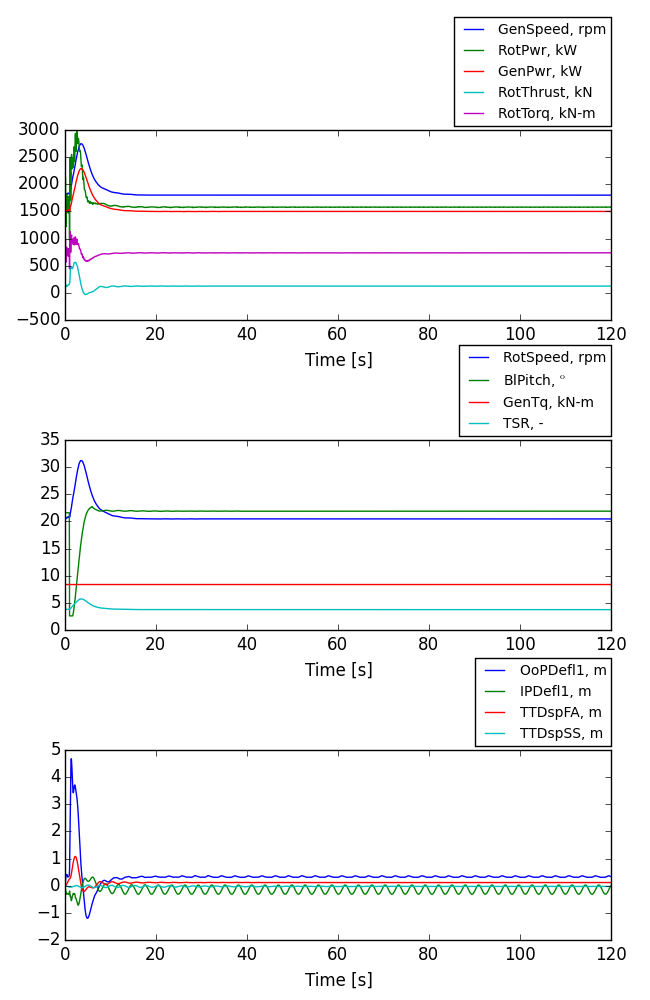 GenSpeed, rpm
RotPwr, kW
GenPwr, kW
RotThrust, kN
RotTorq, kN-m
3000
2500
2000
1500
1000
500
0
−500
0 20 40 60 80 100 120
Time [s]
RotSpeed, rpm
BlPitch, °
GenTq, kN-m
TSR, -
35
30
25
20
15
10
5
0
0 20 40 60 80 100 120
Time [s]
OoPDefl1, m
IPDefl1, m
TTDspFA, m
TTDspSS, m
5
4
3
2
1
0
−1
−2
0 20 40 60 80 100 120
Time [s]